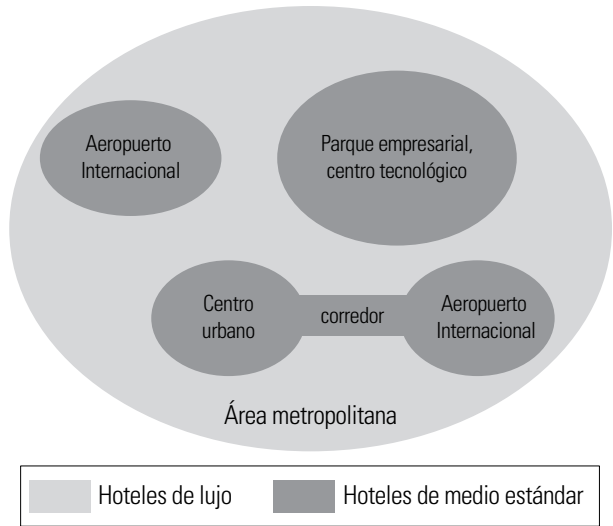 Aeropuerto
Internacional
Parque empresarial,
centro tecnológico
Centro
urbano
corredor
Aeropuerto
Internacional
Área metropolitana
Hoteles de lujo
Hoteles de medio estándar